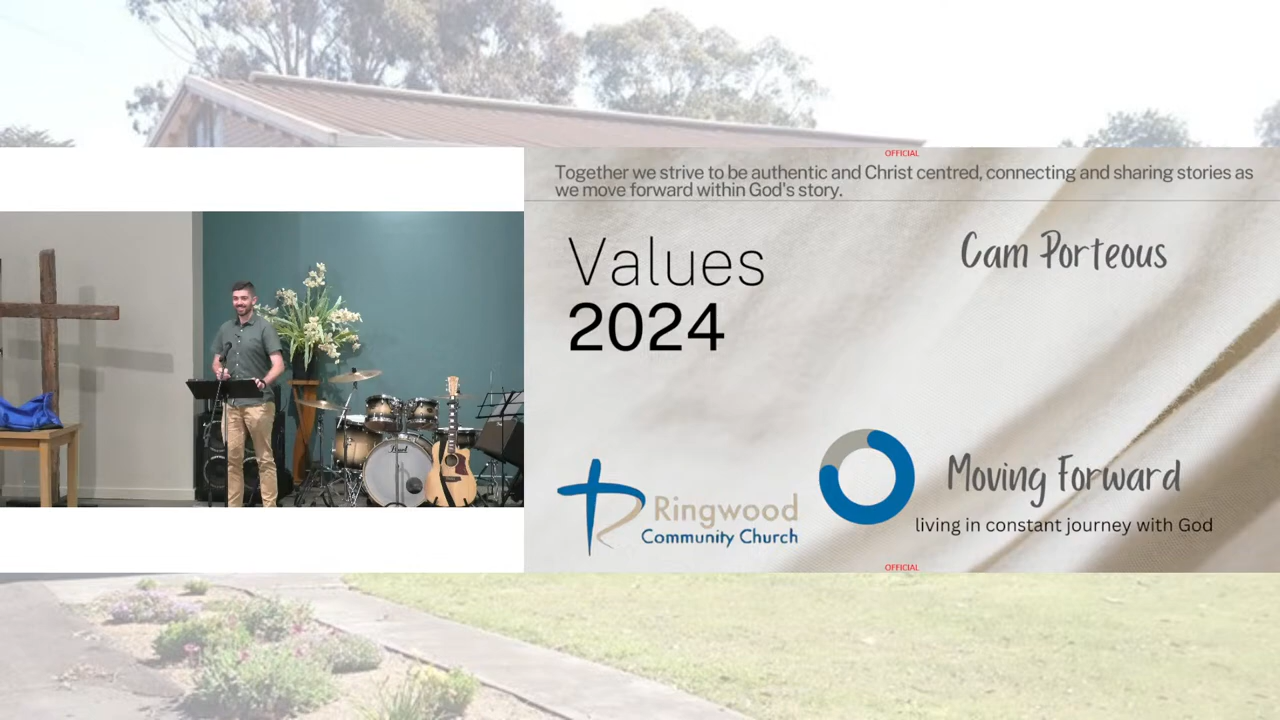 OFFICIAL
Together we strive to be authentic and Christ centred, connecting and sharing stories as
we move forward within God's story.
Values
2024
Cam Porteous
Ringwood
Community Church
Moving Forward
living in constant journey with God
OFFICIAL